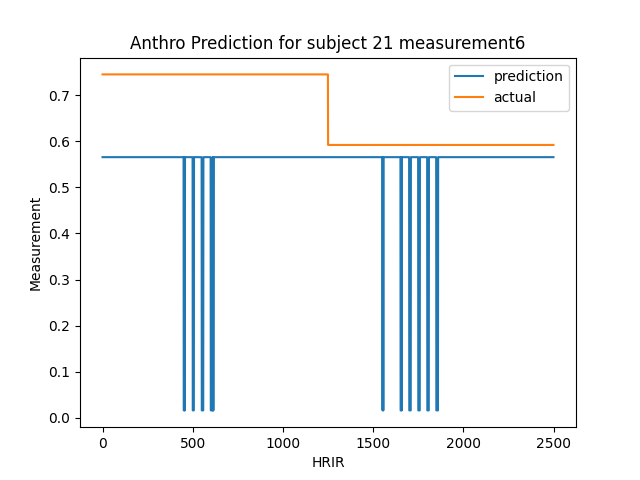 Anthro Prediction for subject 21 measurement6
prediction
actual
0.7
0.6
0.5
0.4
0.3
0.2
0.1
0.0
Measurement
0 500 1000 1500 2000 2500
HRIR